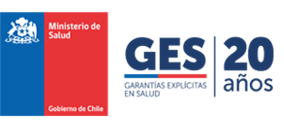 Ministerio de
Salud
Gobierno de Chile
GES
GARANTÍAS EXPLÍCITAS
EN SALUD
20
años